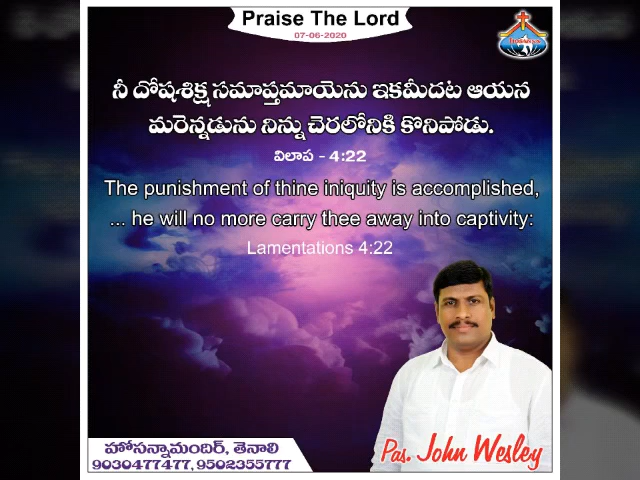 Praise The Lord
07-06-2020
HOSANNA
నీ దోషశిక్ష సమాప్తమాయెను ఇకమీదట ఆయన
మరెన్నడును నిన్ను చెరలోనికి కొనిపోడు.
విలాప - 4:22
The punishment of thine iniquity is accomplished,
... he will no more carry thee away into captivity:
Lamentations 4:22
హోసన్నామందిర్, తెనాలి
9030477477, 9502355777
Pas. John Wesley